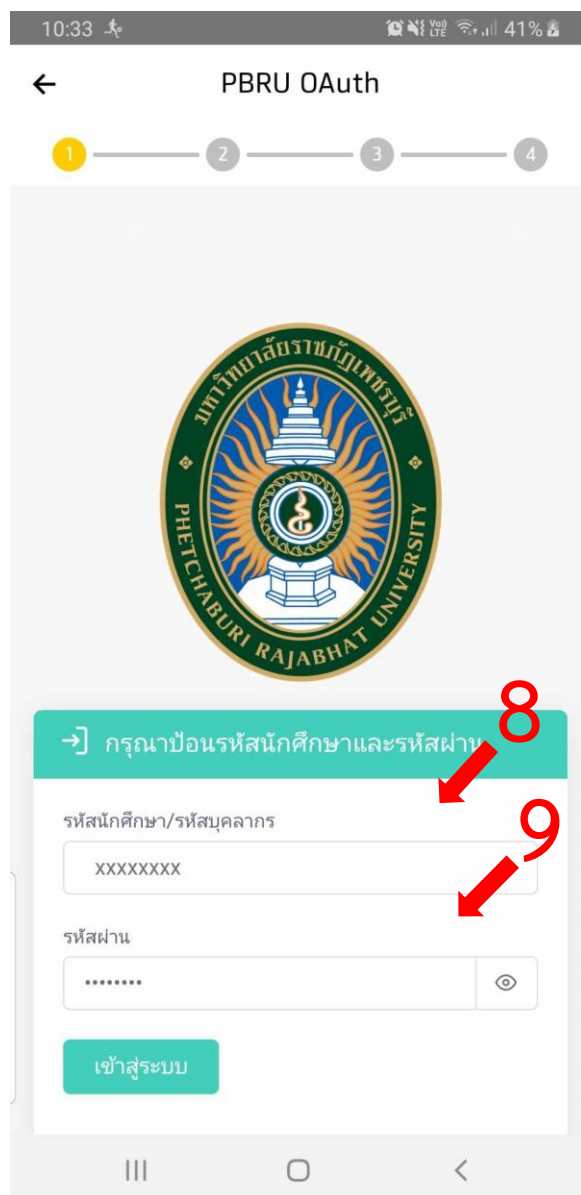 10:33 Vo)) LTE 41%
PBRU OAuth
1 2 3 4
มหาวิทยาลัยราชภัฏเพชรบุรี
PHETCHABURI RAJABHAT UNIVERSITY
8
กรุณาป้อนรหัสนักศึกษาและรหัสผ่าน
9
รหัสนักศึกษา/รหัสบุคลากร
xxxxxxxx
รหัสผ่าน
••••••••
เข้าสู่ระบบ